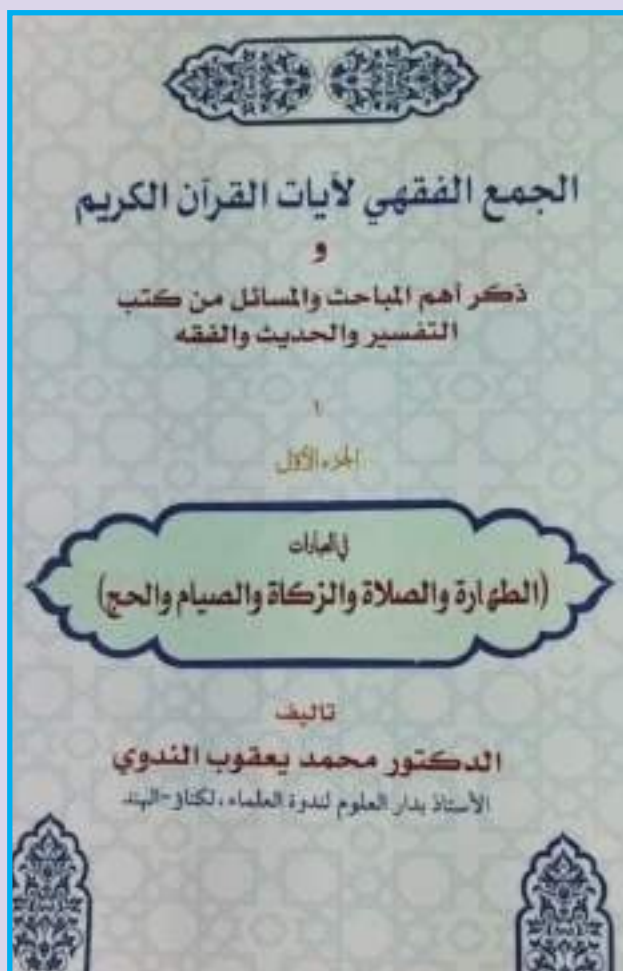 الجمع الفقهي لآيات القرآن الكريم
و
ذكر أهم المباحث والمسائل من كتب
التفسير والحديث والفقه
١
الجزء الأول
في العبادات
(الطهارة والصلاة والزكاة والصيام والحج)
تاليف
الدكتور محمد يعقوب الندوي
الأستاذ بدار العلوم لندوة العلماء، لكناؤ-الهند